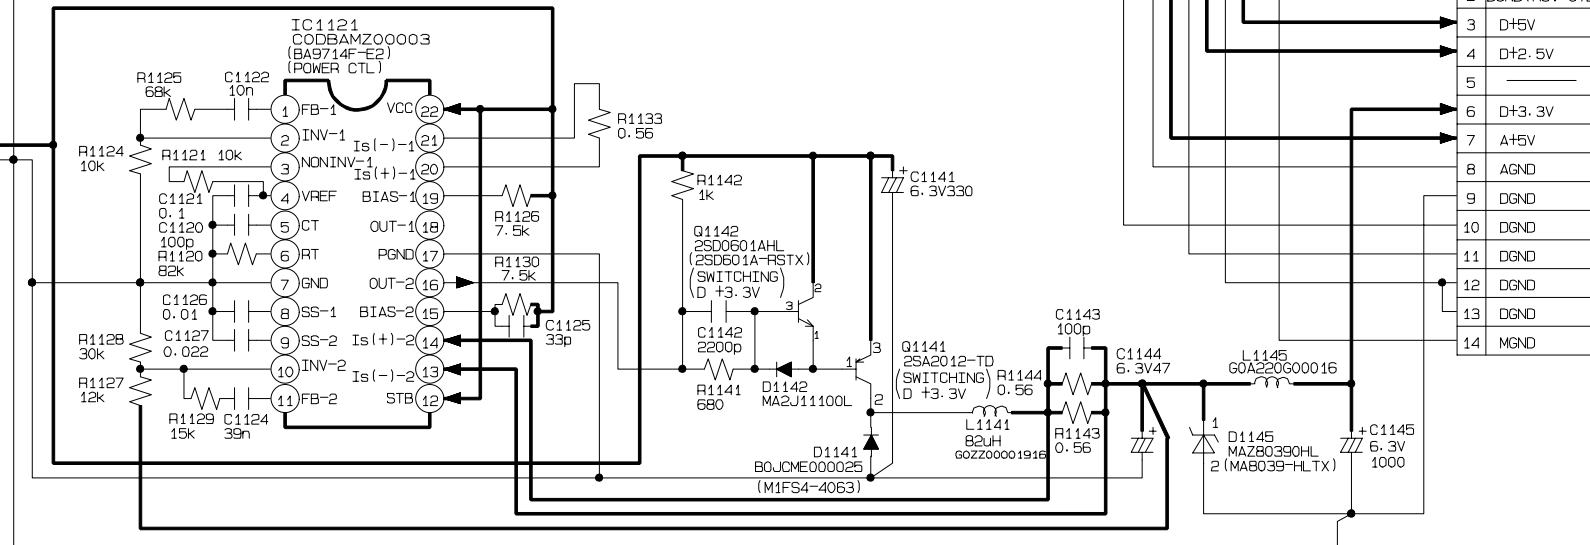 IC1121
CODBAMZ00003
(BA9714F-E2)
(POWER CTL)
R1125
68k
C1122
10n
R1124
10k
R1121 10k
C1121
0.1
C1120
100p
R1120
82k
C1126
0.01
C1127
0.022
R1128
30k
R1127
12k
R1129
15k
C1124
39n
1 FB-1
2 INV-1
3 NONINV-1
4 VREF
5 CT
6 RT
7 GND
8 SS-1
9 SS-2
10 INV-2
11 FB-2
VCC 22
Is(-)-1 21
Is(+)-1 20
BIAS-1 19
OUT-1 18
PGND 17
OUT-2 16
BIAS-2 15
Is(+)-2 14
Is(-)-2 13
STB 12
R1133
0.56
R1126
7.5k
R1130
7.5k
C1125
33p
R1142
1k
Q1142
2SD0601AHL
(2SD601A-RSTX)
(SWITCHING)
D +3.3V
2
3
1
C1142
2200p
R1141
680
D1142
MA2J11100L
C1141
6.3V330
+
Q1141
2SA2012-TD
(SWITCHING)
D +3.3V
3
1
2
D1141
B0JCME000025
(M1FS4-4063)
L1141
82uH
G0ZZ00001916
R1144
0.56
R1143
0.56
C1143
100p
C1144
6.3V47
+
L1145
G0A220G00016
1
D1145
MAZ80390HL
2 (MA8039-HLTX)
+
C1145
6.3V
1000
3 D+5V
4 D+2.5V
5
6 D+3.3V
7 A+5V
8 AGND
9 DGND
10 DGND
11 DGND
12 DGND
13 DGND
14 MGND